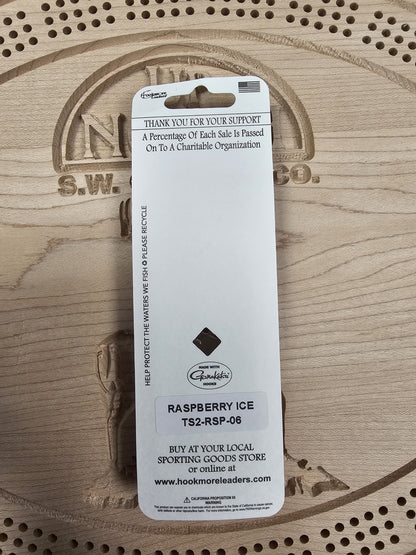 THANK YOU FOR YOUR SUPPORT
A Percentage Of Each Sale Is Passed
On To A Charitable Organization
S.W.
CO.
HELP PROTECT THE WATERS WE FISH ♻ PLEASE RECYCLE
MADE WITH
Gamakatsu
HOOKS
RASPBERRY ICE
TS2-RSP-06
BUY AT YOUR LOCAL
SPORTING GOODS STORE
or online at
www.hookmoreleaders.com
⚠ CALIFORNIA PROPOSITION 65
WARNING: